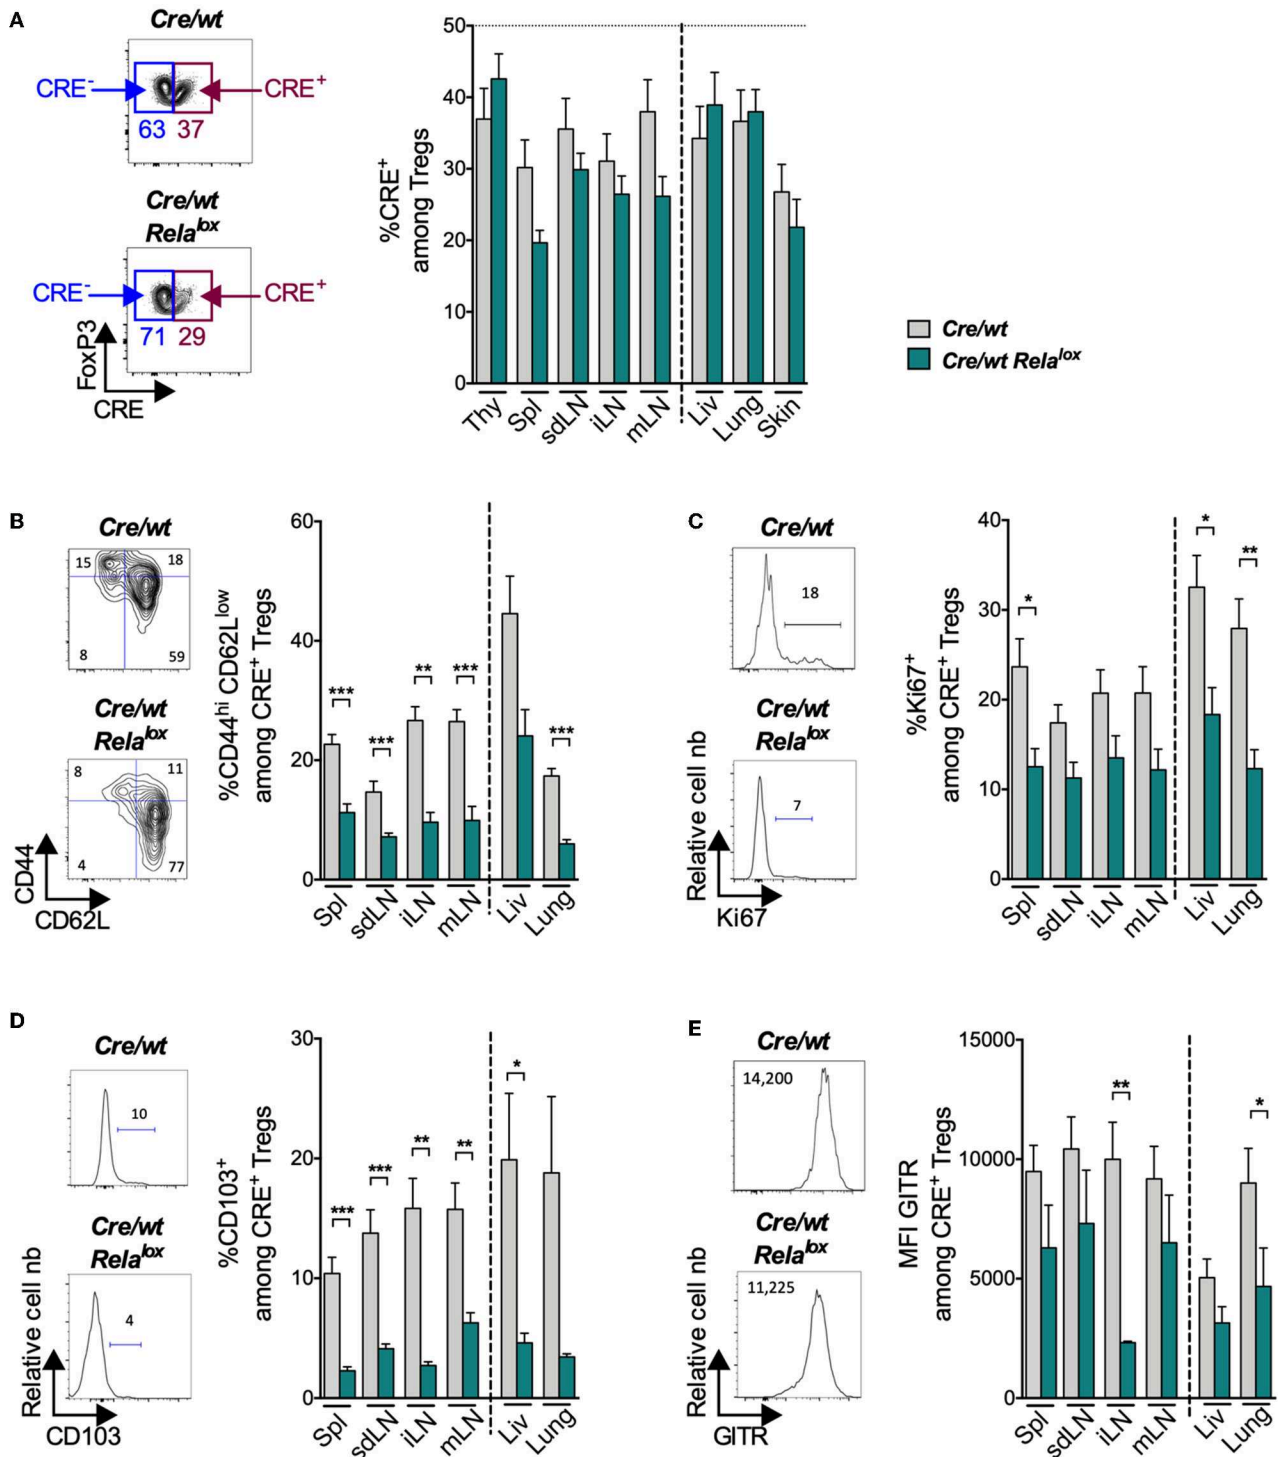 A
Cre/wt
CRE-
CRE+
63 37
Cre/wt
Relalox
CRE-
CRE+
71 29
FoxP3
CRE
%CRE+
among Tregs
50
40
30
20
10
0
Thy Spl sdLN iLN mLN Liv Lung Skin
Cre/wt
Cre/wt Relalox
B
Cre/wt
15 18
8 59
Cre/wt
Relalox
8 11
4 77
CD44
CD62L
%CD44hi CD62Llow
among CRE+ Tregs
60
40
20
0
*** *** ** *** ***
Spl sdLN iLN mLN Liv Lung
C
Cre/wt
18
Cre/wt
Relalox
7
Relative cell nb
Ki67
%Ki67+
among CRE+ Tregs
40
30
20
10
0
* * **
Spl sdLN iLN mLN Liv Lung
D
Cre/wt
10
Cre/wt
Relalox
4
Relative cell nb
CD103
%CD103+
among CRE+ Tregs
30
20
10
0
*** *** ** ** *
Spl sdLN iLN mLN Liv Lung
E
Cre/wt
14,200
Cre/wt
Relalox
11,225
Relative cell nb
GITR
MFI GITR
among CRE+ Tregs
15000
10000
5000
0
** *
Spl sdLN iLN mLN Liv Lung